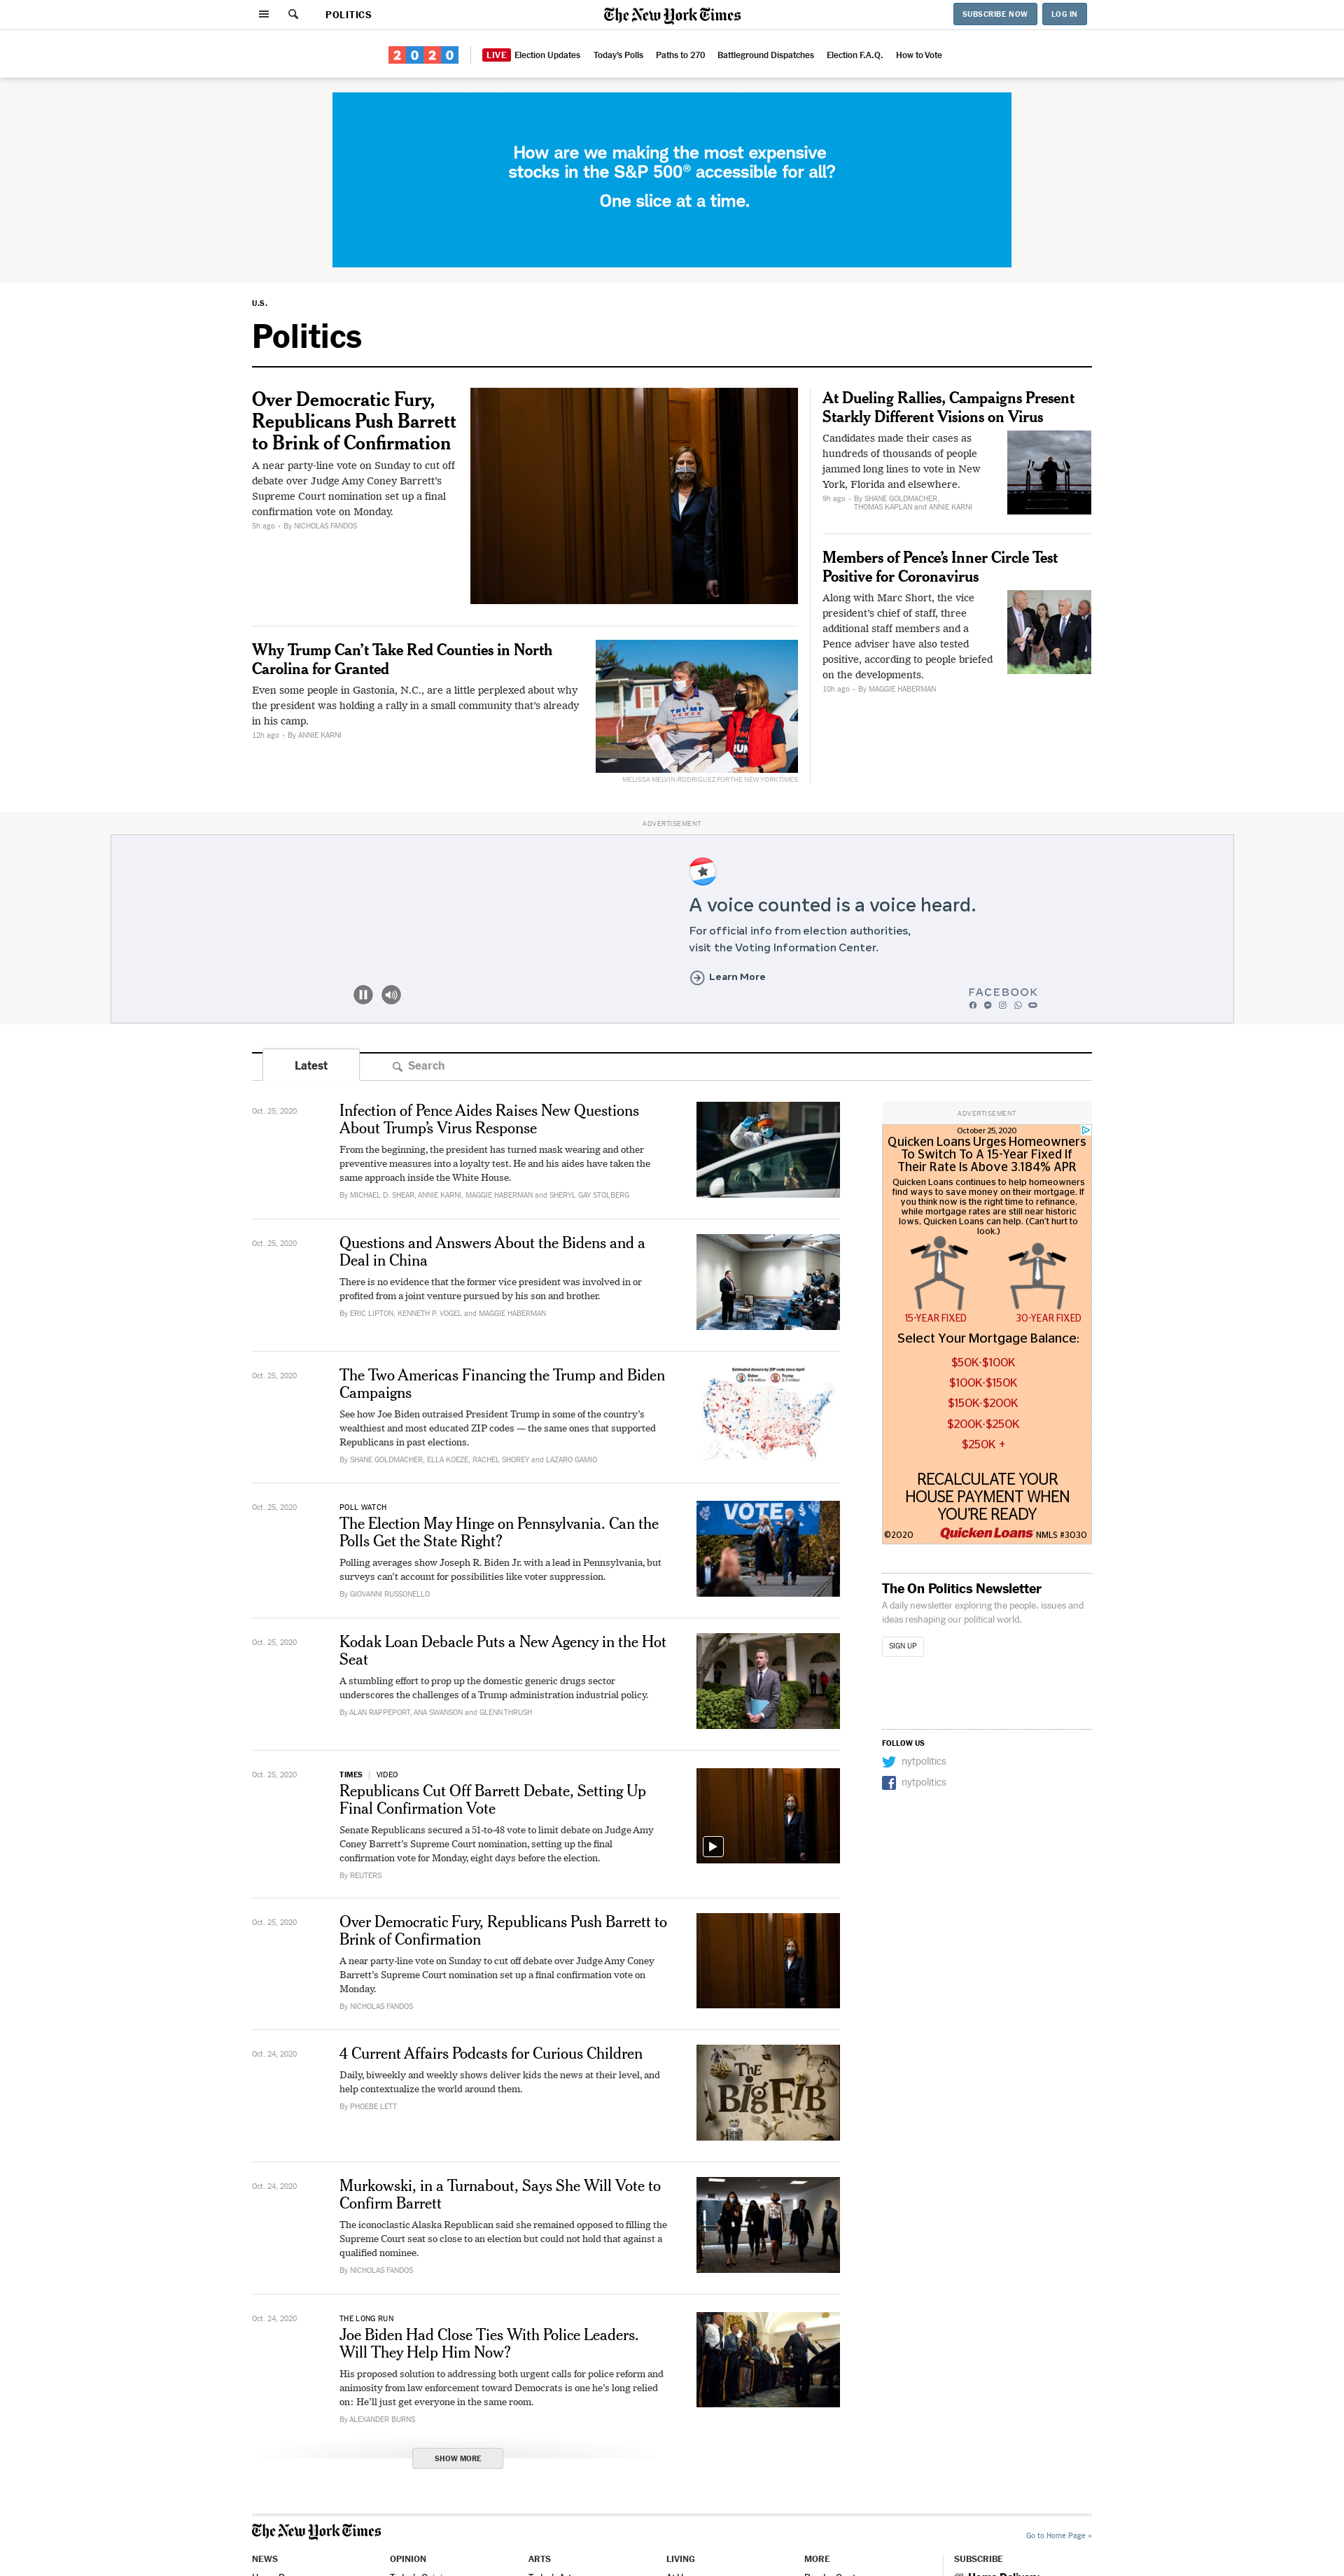 POLITICS
The New York Times
SUBSCRIBE NOW
LOG IN
2020
LIVE Election Updates
Today's Polls
Paths to 270
Battleground Dispatches
Election F.A.Q.
How to Vote
How are we making the most expensive
stocks in the S&P 500® accessible for all?
One slice at a time.
U.S.
Politics
Over Democratic Fury,
Republicans Push Barrett
to Brink of Confirmation
A near party-line vote on Sunday to cut off
debate over Judge Amy Coney Barrett's
Supreme Court nomination set up a final
confirmation vote on Monday.
5h ago • By NICHOLAS FANDOS
Why Trump Can't Take Red Counties in North
Carolina for Granted
Even some people in Gastonia, N.C., are a little perplexed about why
the president was holding a rally in a small community that's already
in his camp.
12h ago • By ANNIE KARNI
MELISSA MELVIN-RODRIGUEZ FOR THE NEW YORK TIMES
At Dueling Rallies, Campaigns Present
Starkly Different Visions on Virus
Candidates made their cases as
hundreds of thousands of people
jammed long lines to vote in New
York, Florida and elsewhere.
9h ago • By SHANE GOLDMACHER,
THOMAS KAPLAN and ANNIE KARNI
Members of Pence's Inner Circle Test
Positive for Coronavirus
Along with Marc Short, the vice
president's chief of staff, three
additional staff members and a
Pence adviser have also tested
positive, according to people briefed
on the developments.
10h ago • By MAGGIE HABERMAN
ADVERTISEMENT
A voice counted is a voice heard.
For official info from election authorities,
visit the Voting Information Center.
Learn More
FACEBOOK
Latest
Search
Oct. 25, 2020
Infection of Pence Aides Raises New Questions
About Trump's Virus Response
From the beginning, the president has turned mask wearing and other
preventive measures into a loyalty test. He and his aides have taken the
same approach inside the White House.
By MICHAEL D. SHEAR, ANNIE KARNI, MAGGIE HABERMAN and SHERYL GAY STOLBERG
Oct. 25, 2020
Questions and Answers About the Bidens and a
Deal in China
There is no evidence that the former vice president was involved in or
profited from a joint venture pursued by his son and brother.
By ERIC LIPTON, KENNETH P. VOGEL and MAGGIE HABERMAN
Oct. 25, 2020
The Two Americas Financing the Trump and Biden
Campaigns
See how Joe Biden outraised President Trump in some of the country's
wealthiest and most educated ZIP codes — the same ones that supported
Republicans in past elections.
By SHANE GOLDMACHER, ELLA KOEZE, RACHEL SHOREY and LAZARO GAMIO
Estimated donors by ZIP code since April
Biden
Trump
Oct. 25, 2020
POLL WATCH
The Election May Hinge on Pennsylvania. Can the
Polls Get the State Right?
Polling averages show Joseph R. Biden Jr. with a lead in Pennsylvania, but
surveys can't account for possibilities like voter suppression.
By GIOVANNI RUSSONELLO
VOTE
Oct. 25, 2020
Kodak Loan Debacle Puts a New Agency in the Hot
Seat
A stumbling effort to prop up the domestic generic drugs sector
underscores the challenges of a Trump administration industrial policy.
By ALAN RAPPEPORT, ANA SWANSON and GLENN THRUSH
Oct. 25, 2020
TIMES | VIDEO
Republicans Cut Off Barrett Debate, Setting Up
Final Confirmation Vote
Senate Republicans secured a 51-to-48 vote to limit debate on Judge Amy
Coney Barrett's Supreme Court nomination, setting up the final
confirmation vote for Monday, eight days before the election.
By REUTERS
Oct. 25, 2020
Over Democratic Fury, Republicans Push Barrett to
Brink of Confirmation
A near party-line vote on Sunday to cut off debate over Judge Amy Coney
Barrett's Supreme Court nomination set up a final confirmation vote on
Monday.
By NICHOLAS FANDOS
Oct. 24, 2020
4 Current Affairs Podcasts for Curious Children
Daily, biweekly and weekly shows deliver kids the news at their level, and
help contextualize the world around them.
By PHOEBE LETT
THE BIG FIB
Oct. 24, 2020
Murkowski, in a Turnabout, Says She Will Vote to
Confirm Barrett
The iconoclastic Alaska Republican said she remained opposed to filling the
Supreme Court seat so close to an election but could not hold that against a
qualified nominee.
By NICHOLAS FANDOS
Oct. 24, 2020
THE LONG RUN
Joe Biden Had Close Ties With Police Leaders.
Will They Help Him Now?
His proposed solution to addressing both urgent calls for police reform and
animosity from law enforcement toward Democrats is one he's long relied
on: He'll just get everyone in the same room.
By ALEXANDER BURNS
SHOW MORE
ADVERTISEMENT
October 25, 2020
Quicken Loans Urges Homeowners
To Switch To A 15-Year Fixed If
Their Rate Is Above 3.184% APR
Quicken Loans continues to help homeowners
find ways to save money on their mortgage. If
you think now is the right time to refinance,
while mortgage rates are still near historic
lows, Quicken Loans can help. (Can't hurt to
look.)
15-YEAR FIXED
30-YEAR FIXED
Select Your Mortgage Balance:
$50K-$100K
$100K-$150K
$150K-$200K
$200K-$250K
$250K +
RECALCULATE YOUR
HOUSE PAYMENT WHEN
YOU'RE READY
©2020 Quicken Loans NMLS #3030
The On Politics Newsletter
A daily newsletter exploring the people, issues and
ideas reshaping our political world.
SIGN UP
FOLLOW US
nytpolitics
nytpolitics
The New York Times
Go to Home Page »
NEWS
OPINION
ARTS
LIVING
MORE
SUBSCRIBE